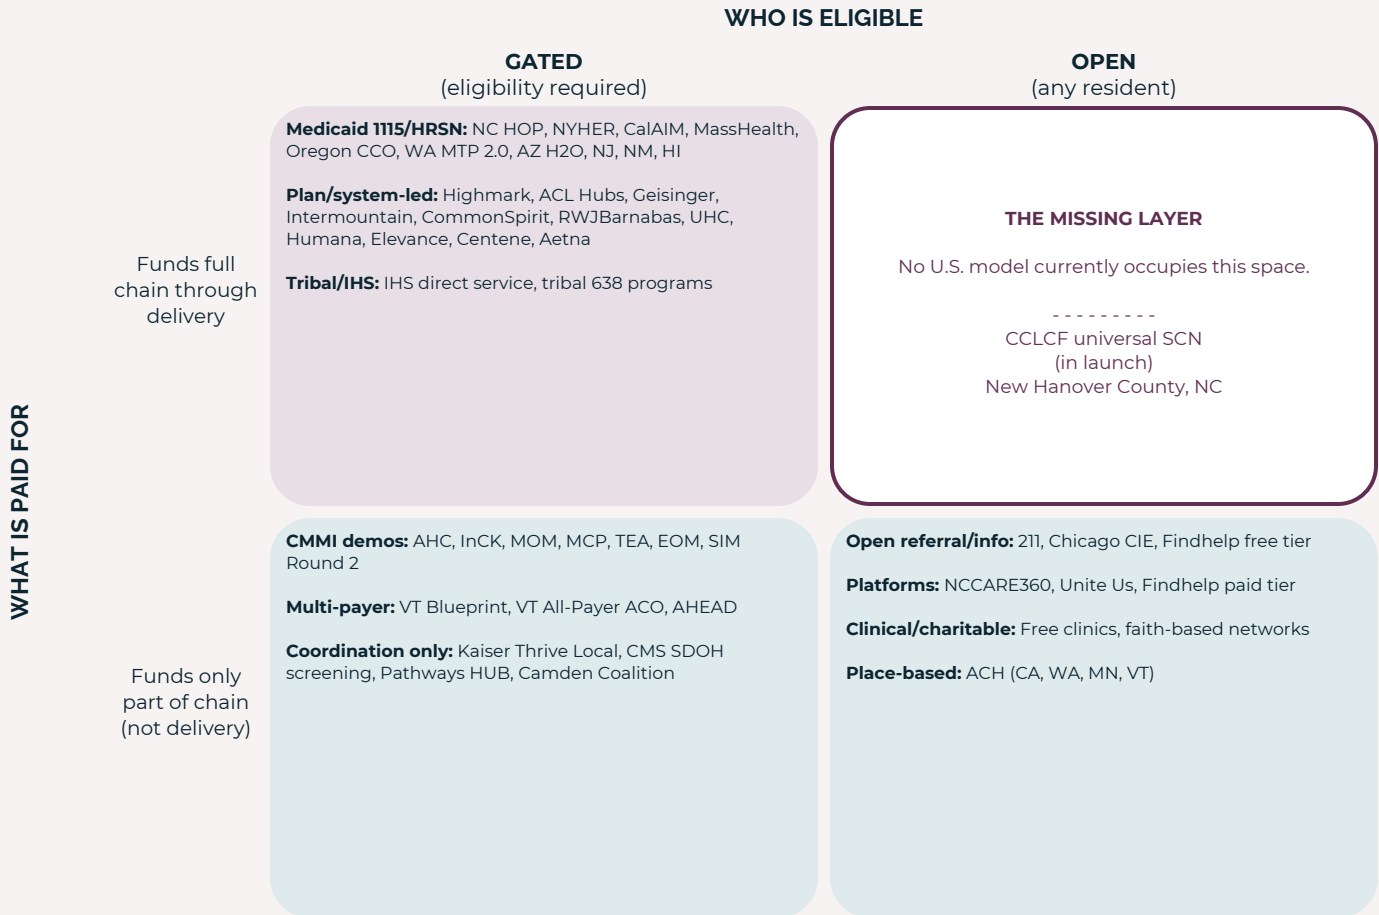 WHO IS ELIGIBLE
GATED
(eligibility required)
OPEN
(any resident)
WHAT IS PAID FOR
Funds full
chain through
delivery
Medicaid 1115/HRSN: NC HOP, NYHER, CalAIM, MassHealth,
Oregon CCO, WA MTP 2.0, AZ H2O, NJ, NM, HI
Plan/system-led: Highmark, ACL Hubs, Geisinger,
Intermountain, CommonSpirit, RWJBarnabas, UHC,
Humana, Elevance, Centene, Aetna
Tribal/IHS: IHS direct service, tribal 638 programs
THE MISSING LAYER
No U.S. model currently occupies this space.
- - - - - - - - -
CCLCF universal SCN
(in launch)
New Hanover County, NC
Funds only
part of chain
(not delivery)
CMMI demos: AHC, InCK, MOM, MCP, TEA, EOM, SIM
Round 2
Multi-payer: VT Blueprint, VT All-Payer ACO, AHEAD
Coordination only: Kaiser Thrive Local, CMS SDOH
screening, Pathways HUB, Camden Coalition
Open referral/info: 211, Chicago CIE, Findhelp free tier
Platforms: NCCARE360, Unite Us, Findhelp paid tier
Clinical/charitable: Free clinics, faith-based networks
Place-based: ACH (CA, WA, MN, VT)